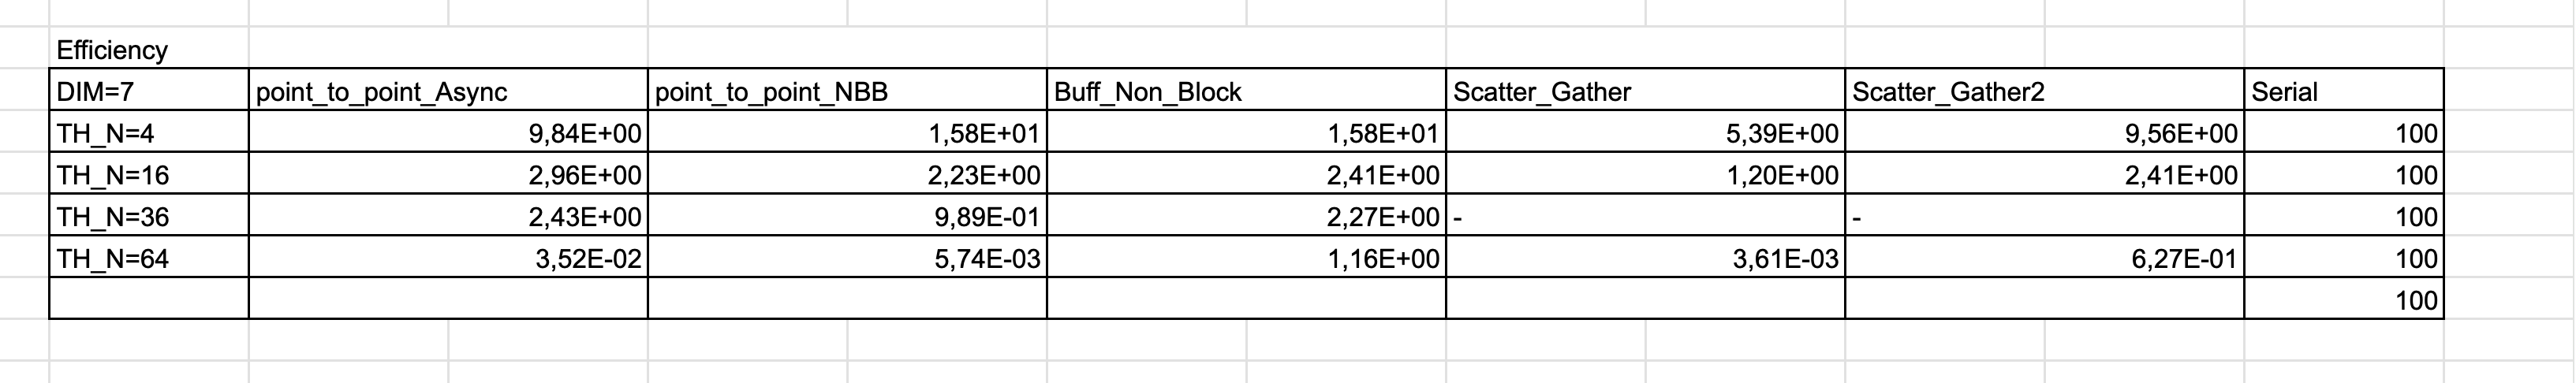 Efficiency
DIM=7 point_to_point_Async point_to_point_NBB Buff_Non_Block Scatter_Gather Scatter_Gather2 Serial
TH_N=4 9,84E+00 1,58E+01 1,58E+01 5,39E+00 9,56E+00 100
TH_N=16 2,96E+00 2,23E+00 2,41E+00 1,20E+00 2,41E+00 100
TH_N=36 2,43E+00 9,89E-01 2,27E+00 - - 100
TH_N=64 3,52E-02 5,74E-03 1,16E+00 3,61E-03 6,27E-01 100
100